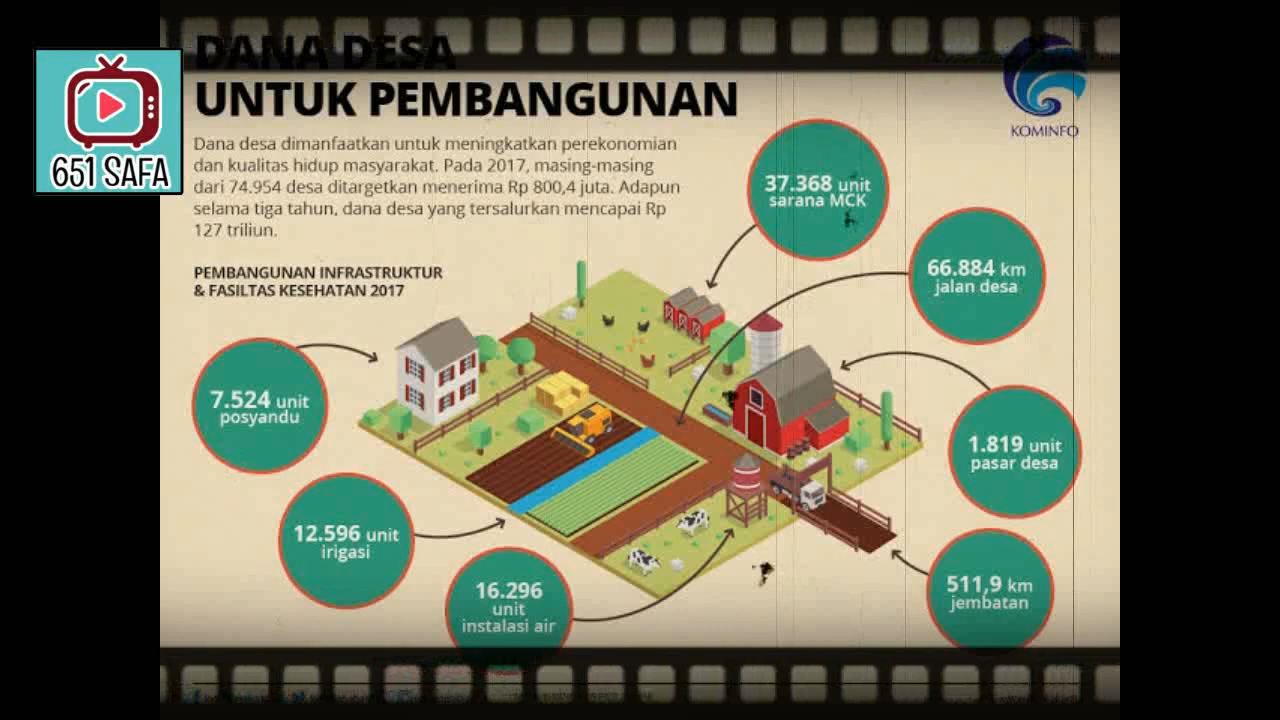 DANA DESA
UNTUK PEMBANGUNAN
651 SAFA
KOMINFO
Dana desa dimanfaatkan untuk meningkatkan perekonomian
dan kualitas hidup masyarakat. Pada 2017, masing-masing
dari 74.954 desa ditargetkan menerima Rp 800,4 juta. Adapun
selama tiga tahun, dana desa yang tersalurkan mencapai Rp
127 triliun.
PEMBANGUNAN INFRASTRUKTUR
& FASILTAS KESEHATAN 2017
37.368 unit
sarana MCK
66.884 km
jalan desa
7.524 unit
posyandu
1.819 unit
pasar desa
12.596 unit
irigasi
16.296
unit
instalasi air
511,9 km
jembatan